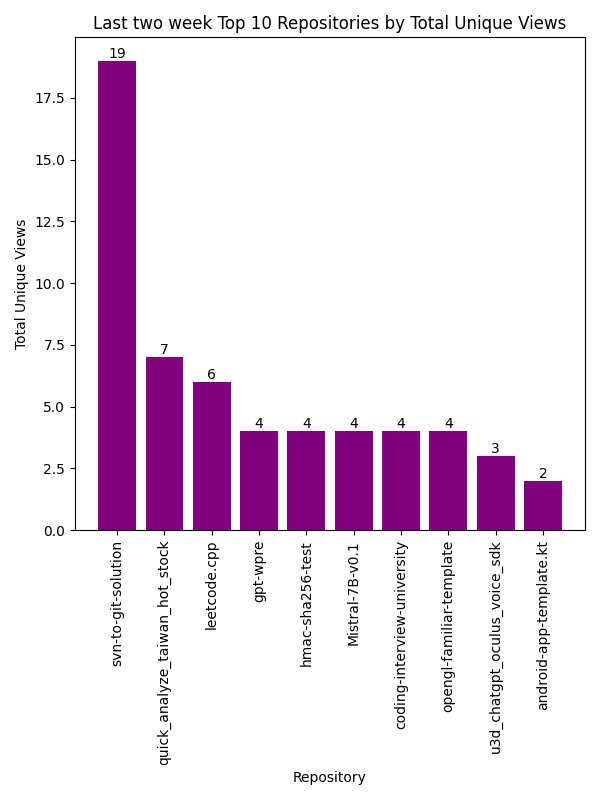 Last two week Top 10 Repositories by Total Unique Views
Total Unique Views
17.5
15.0
12.5
10.0
7.5
5.0
2.5
0.0
19
7
6
4
4
4
4
4
3
2
svn-to-git-solution
quick_analyze_taiwan_hot_stock
leetcode.cpp
gpt-wpre
hmac-sha256-test
Mistral-7B-v0.1
coding-interview-university
opengl-familiar-template
u3d_chatgpt_oculus_voice_sdk
android-app-template.kt
Repository